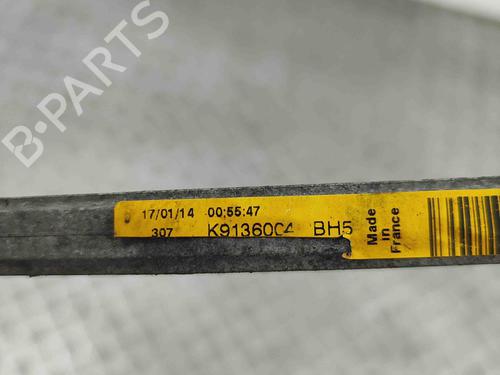 B-PARTS
17/01/14 00:55:47
307 K9136004 BH5
Made
in
France